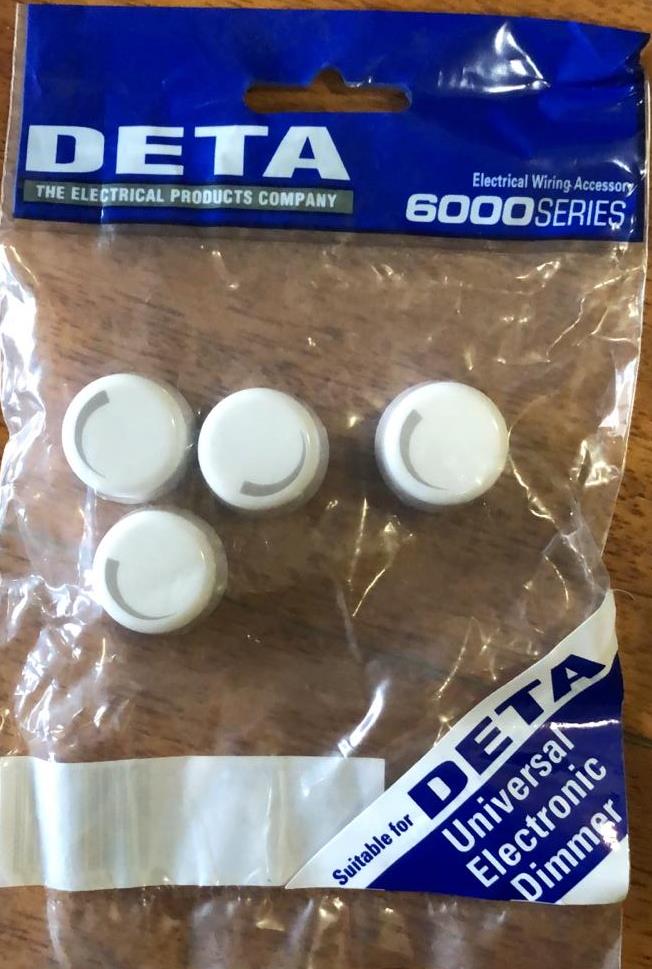 DETA
THE ELECTRICAL PRODUCTS COMPANY
Electrical Wiring Accessory
6000SERIES
Suitable for DETA
Universal
Electronic
Dimmer